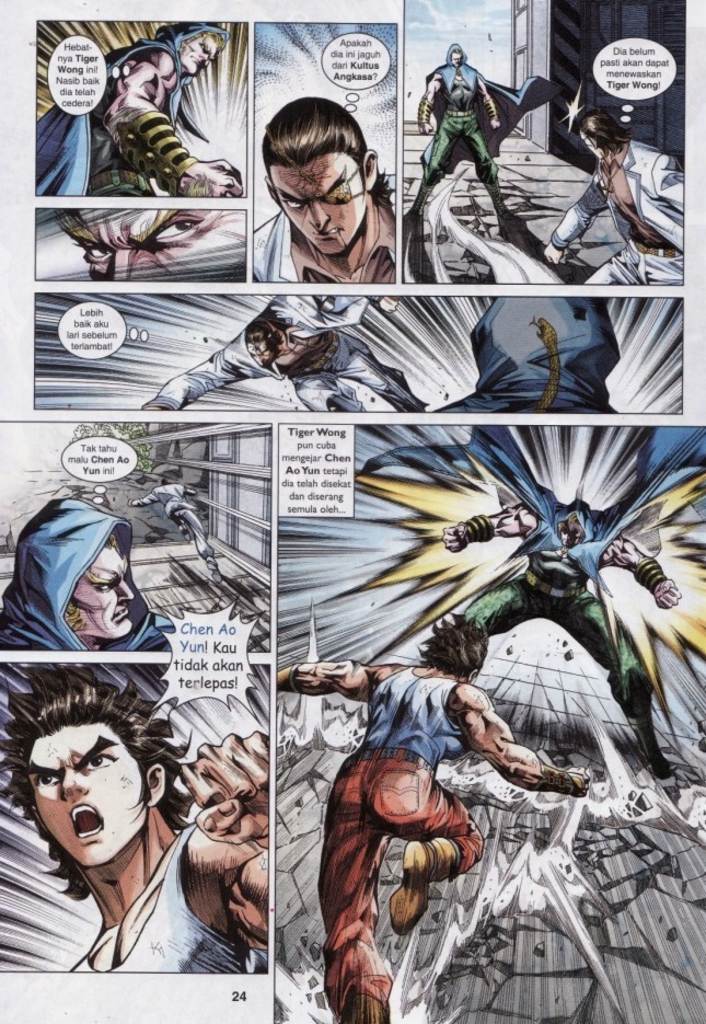 Hebat-
nya Tiger
Wong ini!
Nasib baik
dia telah
cedera!
Apakah
dia ini jaguh
dari Kultus
Angkasa?
Dia belum
pasti akan dapat
menewaskan
Tiger Wong!
Lebih
baik aku
lari sebelum
terlambat!
Tak tahu
malu Chen Ao
Yun ini!
Tiger Wong
pun cuba
mengejar Chen
Ao Yun tetapi
dia telah disekat
dan diserang
semula oleh...
Chen Ao
Yun! Kau
tidak akan
terlepas!
24